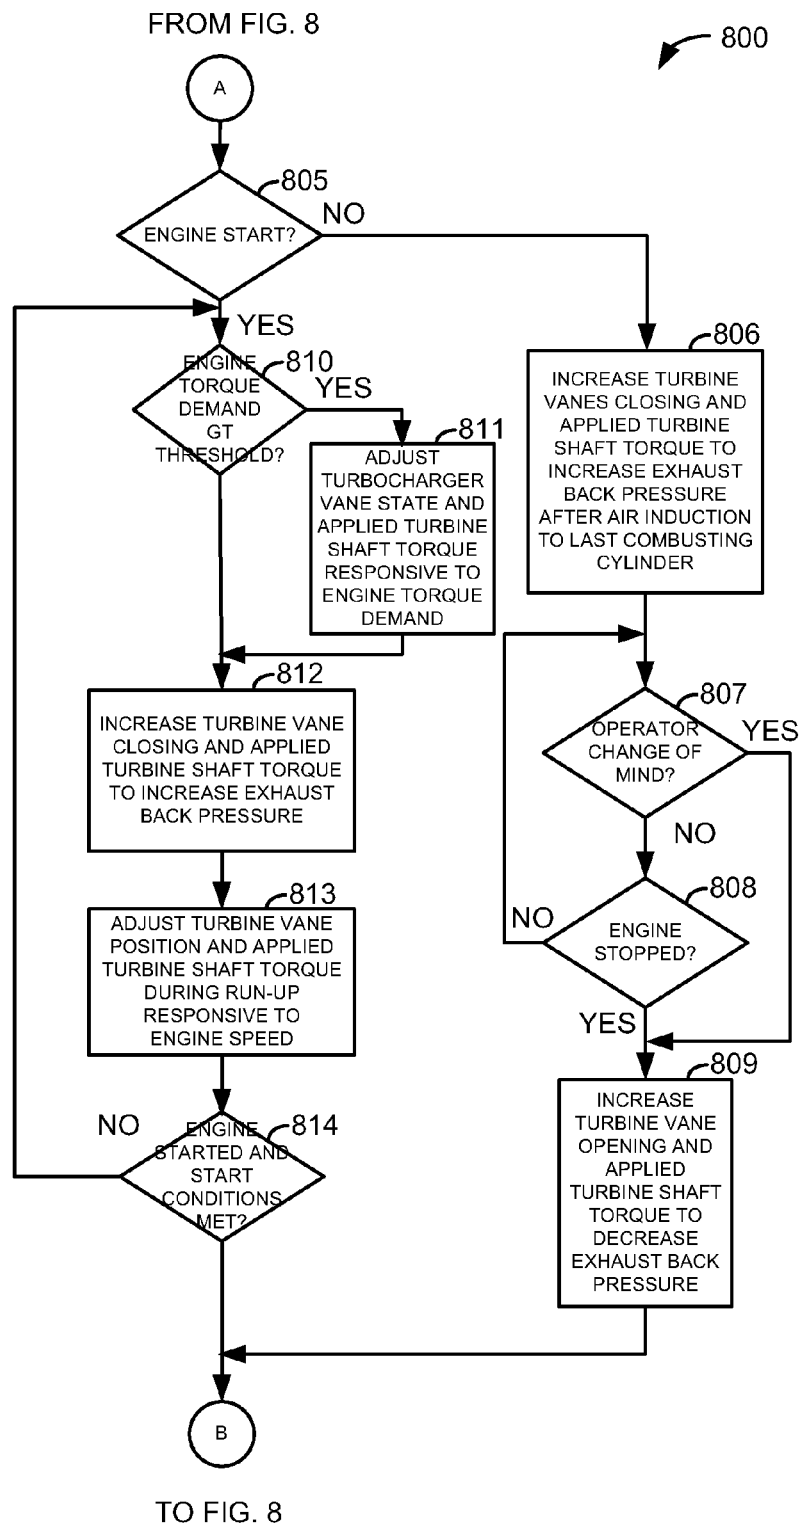 FROM FIG. 8
800
A
805
ENGINE START?
NO
YES
810
ENGINE
TORQUE
DEMAND
GT
THRESHOLD?
YES
811
ADJUST
TURBOCHARGER
VANE STATE AND
APPLIED TURBINE
SHAFT TORQUE
RESPONSIVE TO
ENGINE TORQUE
DEMAND
812
INCREASE TURBINE VANE
CLOSING AND APPLIED
TURBINE SHAFT TORQUE
TO INCREASE EXHAUST
BACK PRESSURE
813
ADJUST TURBINE VANE
POSITION AND APPLIED
TURBINE SHAFT TORQUE
DURING RUN-UP
RESPONSIVE TO
ENGINE SPEED
814
NO
ENGINE
STARTED AND
START
CONDITIONS
MET?
806
INCREASE TURBINE
VANES CLOSING AND
APPLIED TURBINE
SHAFT TORQUE TO
INCREASE EXHAUST
BACK PRESSURE
AFTER AIR INDUCTION
TO LAST COMBUSTING
CYLINDER
807
OPERATOR
CHANGE OF
MIND?
YES
NO
808
ENGINE
STOPPED?
NO
YES
809
INCREASE
TURBINE VANE
OPENING AND
APPLIED
TURBINE SHAFT
TORQUE TO
DECREASE
EXHAUST BACK
PRESSURE
B
TO FIG. 8